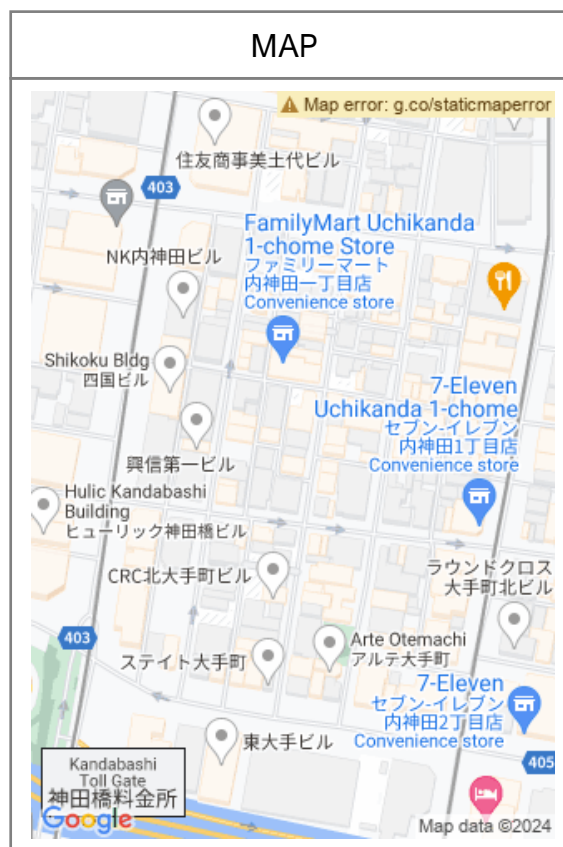 MAP
Map error: g.co/staticmaperror
住友商事美土代ビル
403
FamilyMart Uchikanda
1-chome Store
ファミリーマート
内神田一丁目店
Convenience store
NK内神田ビル
Shikoku Bldg
四国ビル
7-Eleven
Uchikanda 1-chome
セブン-イレブン
内神田1丁目店
Convenience store
興信第一ビル
Hulic Kandabashi
Building
ヒューリック神田橋ビル
ラウンドクロス
大手町北ビル
CRC北大手町ビル
403
Arte Otemachi
アルテ大手町
ステイト大手町
7-Eleven
セブン-イレブン
内神田2丁目店
Convenience store
東大手ビル
405
Kandabashi
Toll Gate
神田橋料金所
Google
Map data ©2024